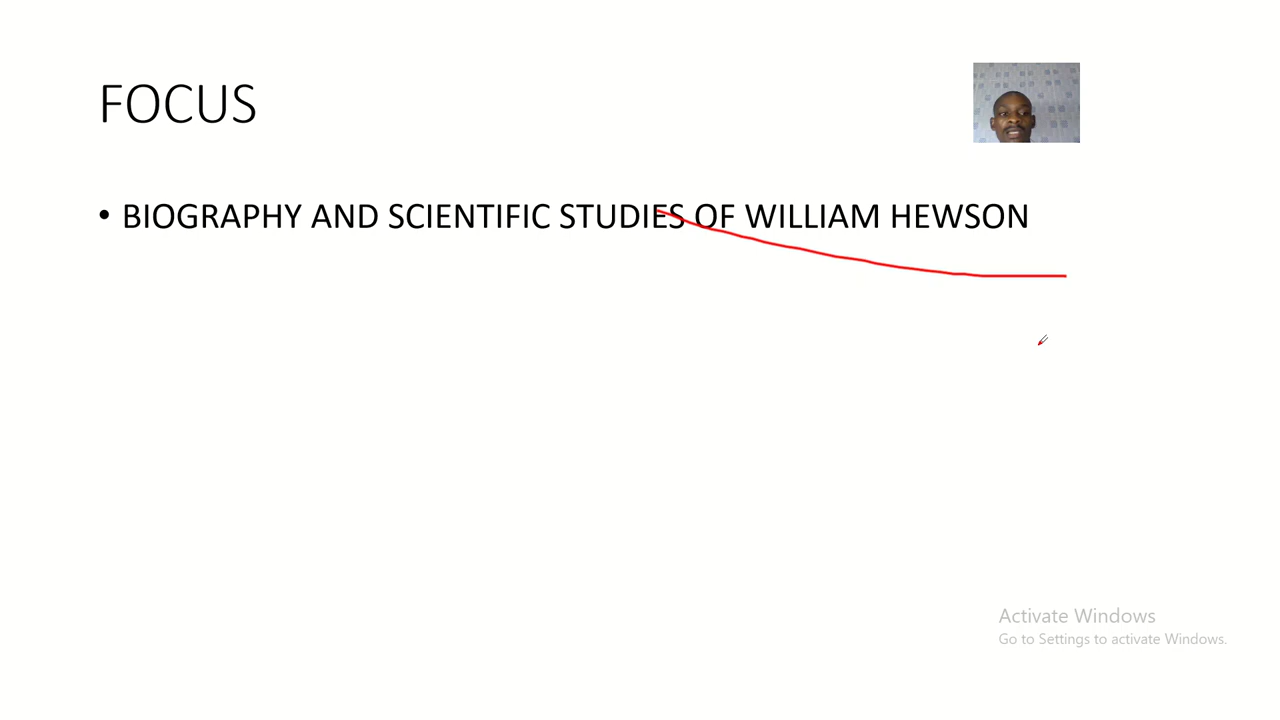 FOCUS
• BIOGRAPHY AND SCIENTIFIC STUDIES OF WILLIAM HEWSON
Activate Windows
Go to Settings to activate Windows.